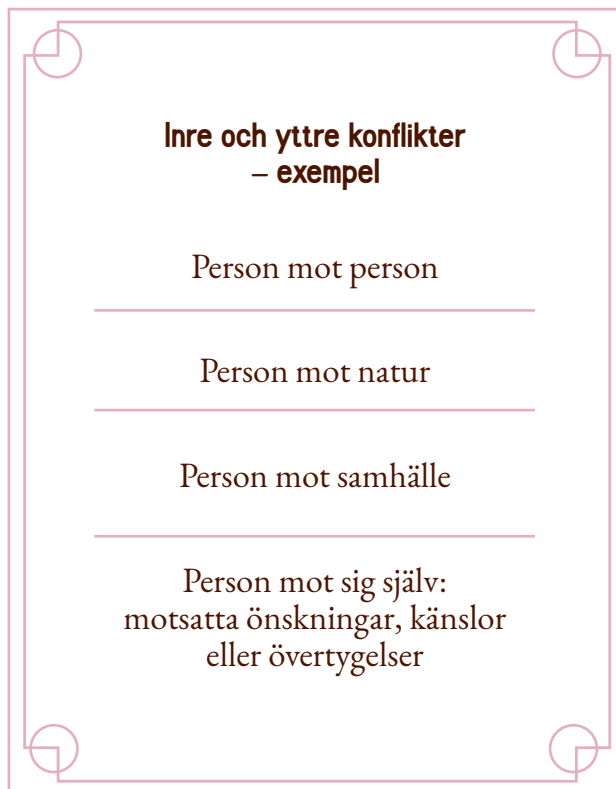 Inre och yttre konflikter
– exempel
Person mot person
Person mot natur
Person mot samhälle
Person mot sig själv:
motsatta önskningar, känslor
eller övertygelser